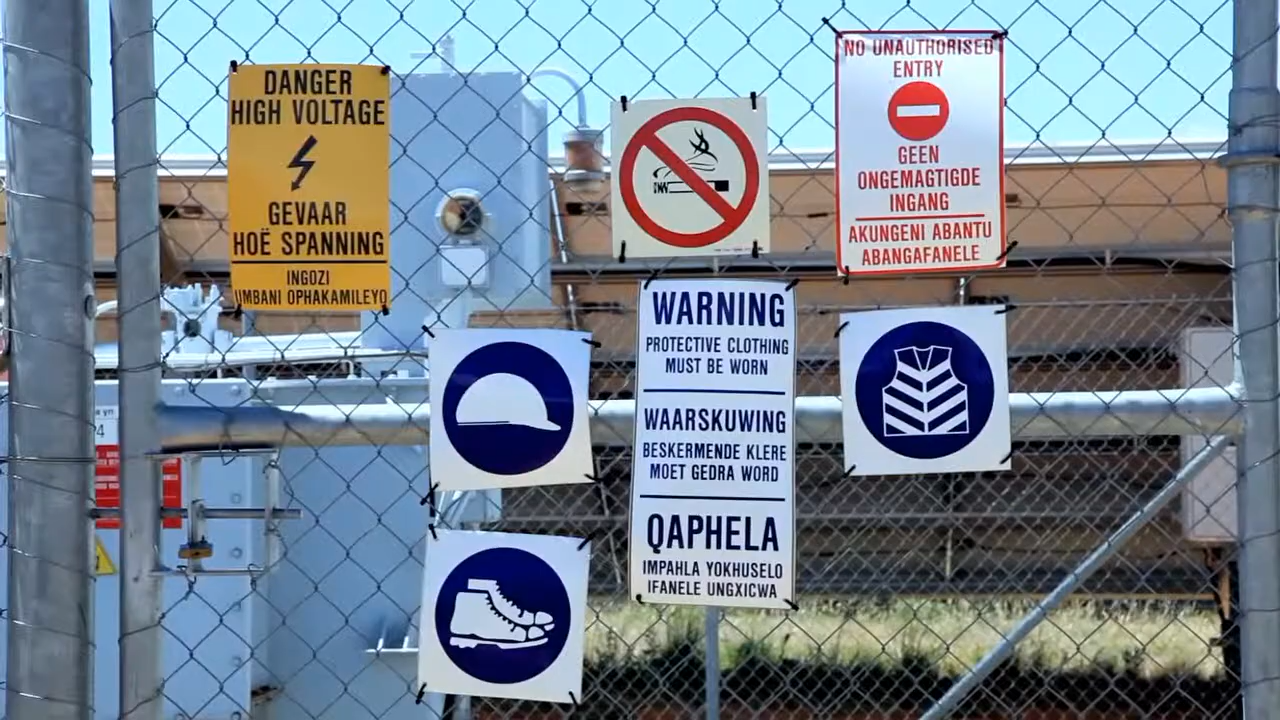 DANGER
HIGH VOLTAGE
GEVAAR
HOË SPANNING
INGOZI
UMBANI OPHAKAMILEYO
NO UNAUTHORISED
ENTRY
GEEN
ONGEMAGTIGDE
INGANG
AKUNGENI ABANTU
ABANGAFANELE
WARNING
PROTECTIVE CLOTHING
MUST BE WORN
WAARSKUWING
BESKERMENDE KLERE
MOET GEDRA WORD
QAPHELA
IMPAHLA YOKHUSELO
IFANELE UNGXICWA